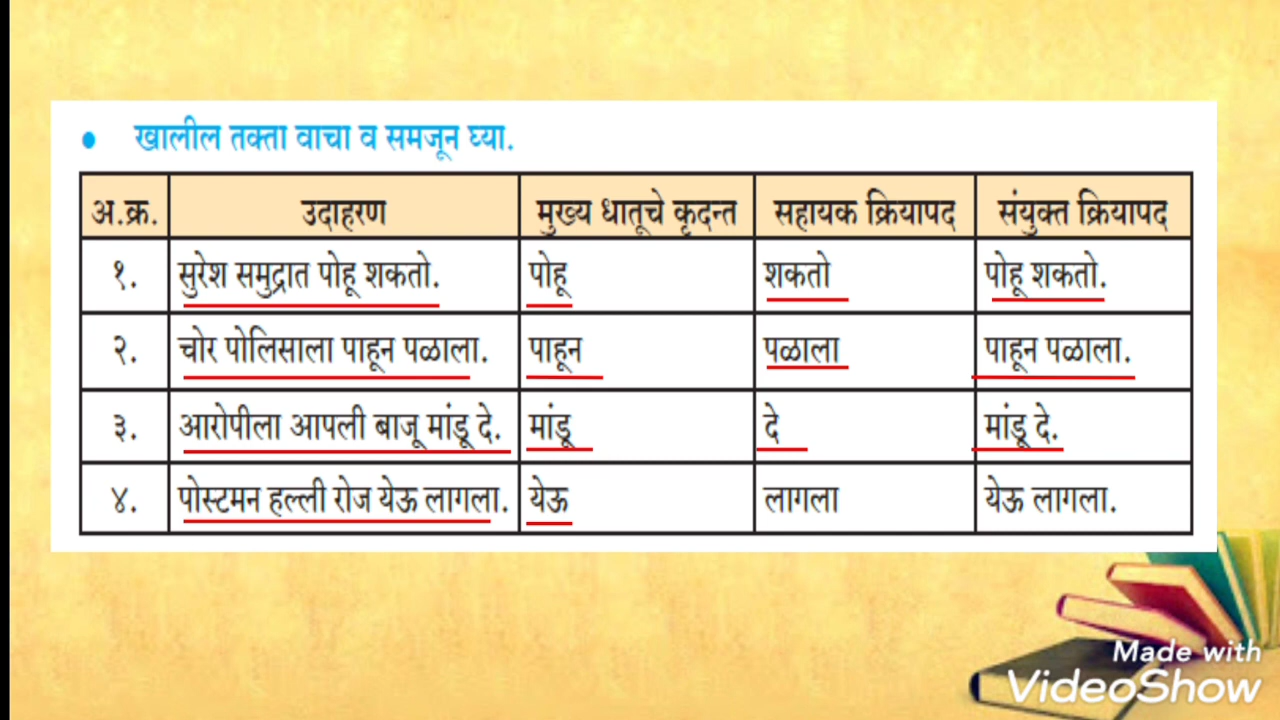 • खालील तक्ता वाचा व समजून घ्या.
अ.क्र. उदाहरण मुख्य धातूचे कृदन्त सहायक क्रियापद संयुक्त क्रियापद
१. सुरेश समुद्रात पोहू शकतो. पोहू शकतो पोहू शकतो.
२. चोर पोलिसाला पाहून पळाला. पाहून पळाला पाहून पळाला.
३. आरोपीला आपली बाजू मांडू दे. मांडू दे मांडू दे.
४. पोस्टमन हल्ली रोज येऊ लागला. येऊ लागला येऊ लागला.
Made with
VideoShow